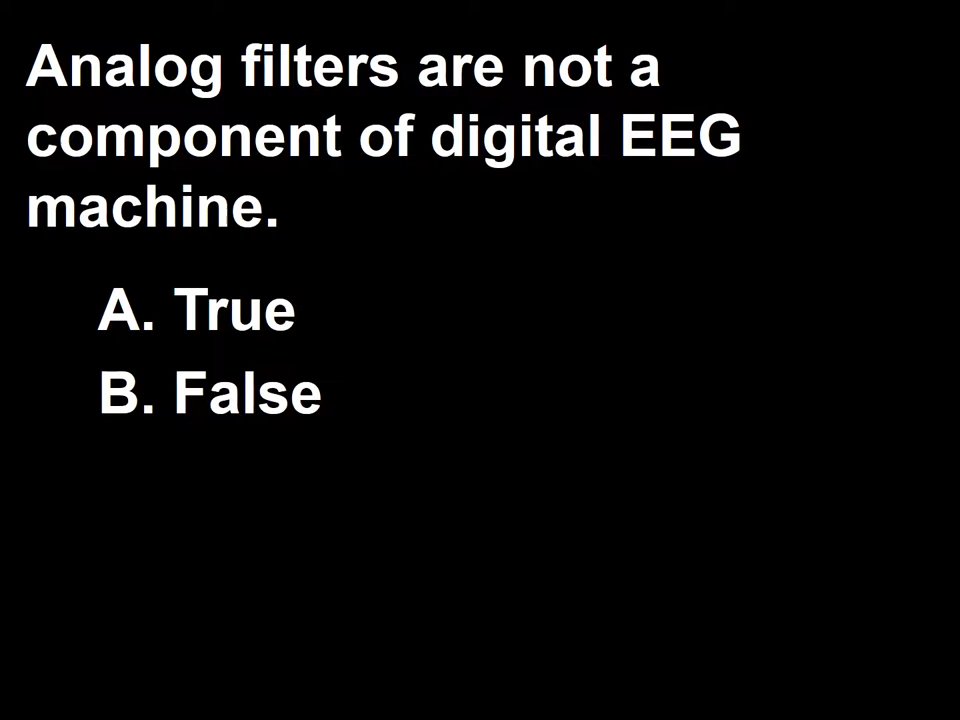 Analog filters are not a
component of digital EEG
machine.
A. True
B. False